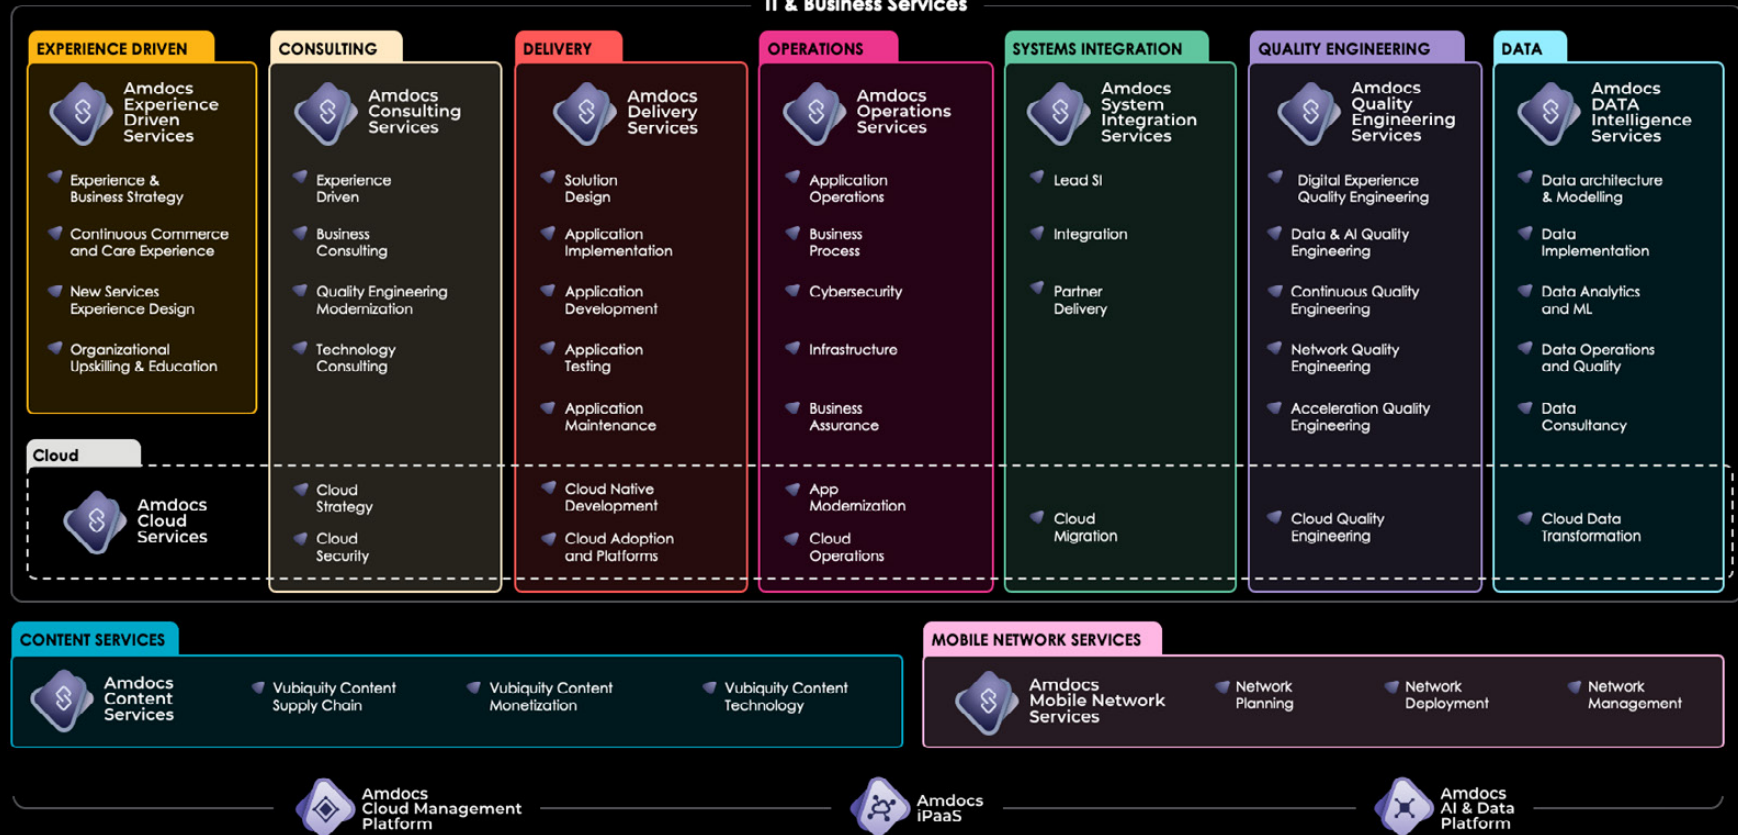 IT & Business Services
EXPERIENCE DRIVEN
Amdocs
Experience
Driven
Services
Experience &
Business Strategy
Continuous Commerce
and Care Experience
New Services
Experience Design
Organizational
Upskilling & Education
CONSULTING
Amdocs
Consulting
Services
Experience
Driven
Business
Consulting
Quality Engineering
Modernization
Technology
Consulting
DELIVERY
Amdocs
Delivery
Services
Solution
Design
Application
Implementation
Application
Development
Application
Testing
Application
Maintenance
OPERATIONS
Amdocs
Operations
Services
Application
Operations
Business
Process
Cybersecurity
Infrastructure
Business
Assurance
SYSTEMS INTEGRATION
Amdocs
System
Integration
Services
Lead SI
Integration
Partner
Delivery
QUALITY ENGINEERING
Amdocs
Quality
Engineering
Services
Digital Experience
Quality Engineering
Data & AI Quality
Engineering
Continuous Quality
Engineering
Network Quality
Engineering
Acceleration Quality
Engineering
DATA
Amdocs
DATA
Intelligence
Services
Data architecture
& Modelling
Data
Implementation
Data Analytics
and ML
Data Operations
and Quality
Data
Consultancy
Cloud
Amdocs
Cloud
Services
Cloud
Strategy
Cloud
Security
Cloud Native
Development
Cloud Adoption
and Platforms
App
Modernization
Cloud
Operations
Cloud
Migration
Cloud Quality
Engineering
Cloud Data
Transformation
CONTENT SERVICES
Amdocs
Content
Services
Vubiquity Content
Supply Chain
Vubiquity Content
Monetization
Vubiquity Content
Technology
MOBILE NETWORK SERVICES
Amdocs
Mobile Network
Services
Network
Planning
Network
Deployment
Network
Management
Amdocs
Cloud Management
Platform
Amdocs
iPaaS
Amdocs
AI & Data
Platform